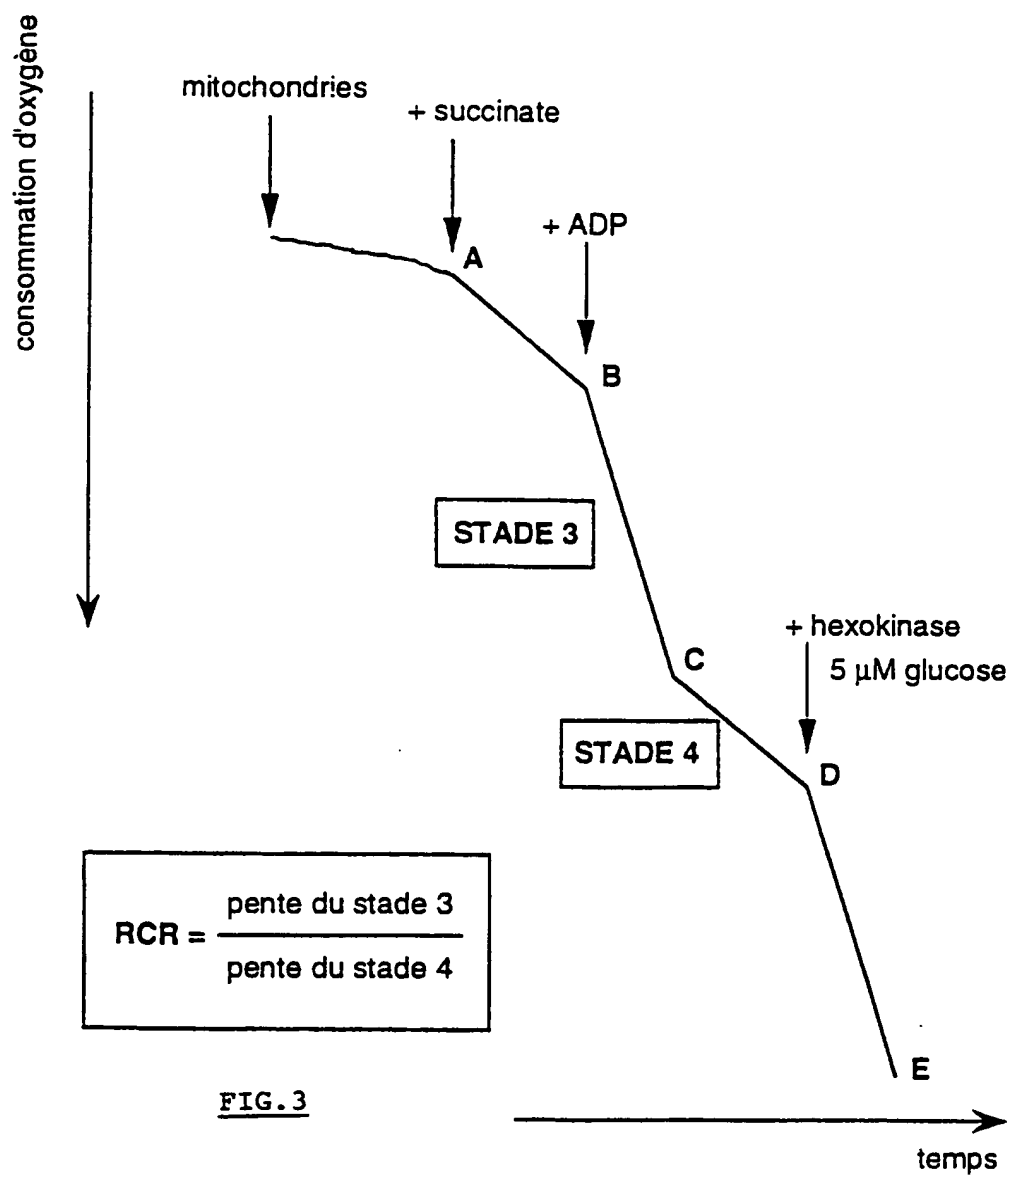 consommation d'oxygène
mitochondries
+ succinate
+ ADP
A
B
STADE 3
+ hexokinase
5 µM glucose
C
STADE 4
D
RCR =
pente du stade 3
pente du stade 4
E
FIG.3
temps